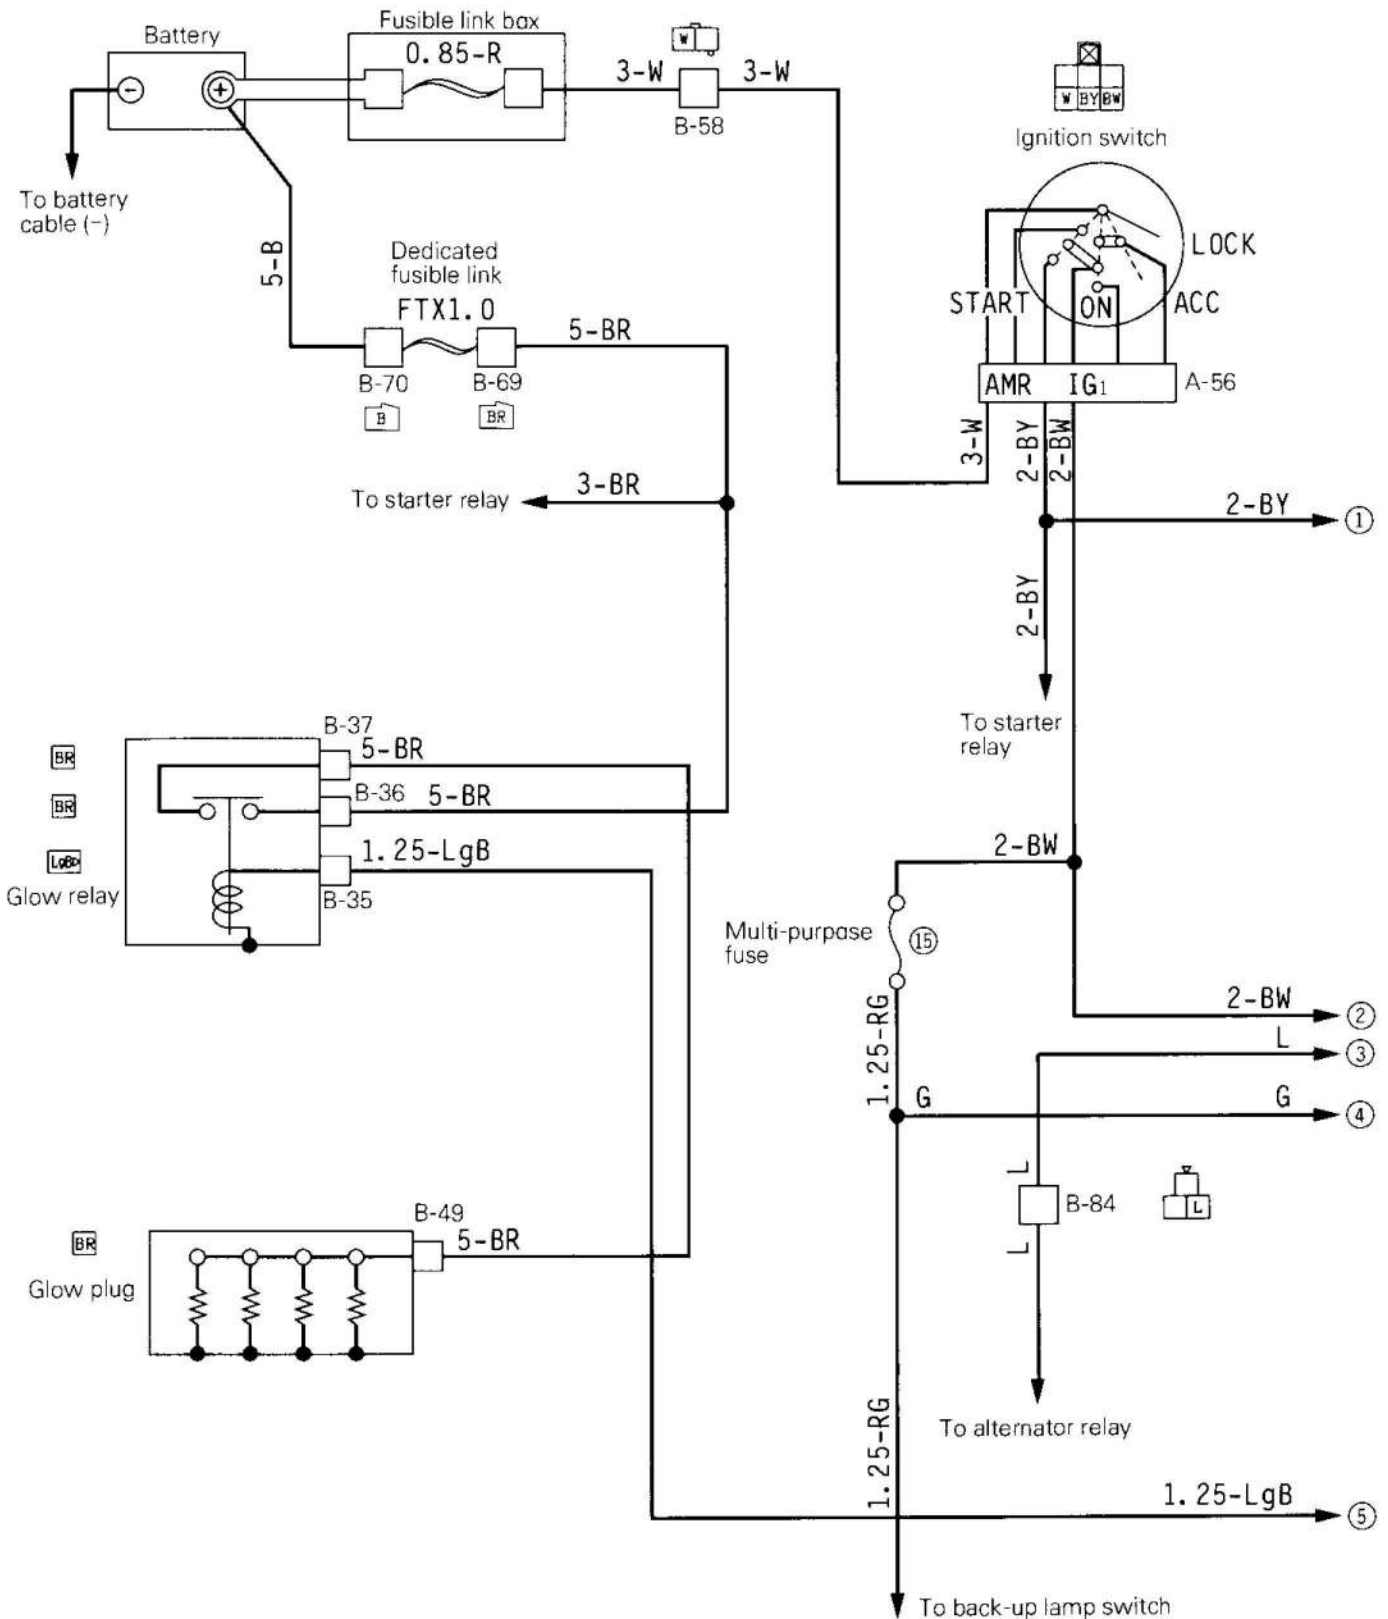 Fusible link box
Battery
0.85-R
W
3-W
3-W
B-58
W BY BW
Ignition switch
To battery
cable (-)
5-B
Dedicated
fusible link
FTX1.0
5-BR
B-70
B-69
B
BR
LOCK
START
ON
ACC
AMR IG1
A-56
3-W
2-BY
2-BW
To starter relay
3-BR
2-BY
1
2-BY
To starter
relay
B-37
BR
5-BR
BR
B-36
5-BR
LgB
1.25-LgB
Glow relay
B-35
2-BW
Multi-purpose
fuse
15
1.25-RG
2-BW
2
L
3
G
G
4
L
B-84
L
L
B-49
BR
5-BR
Glow plug
1.25-RG
To alternator relay
1.25-LgB
5
To back-up lamp switch